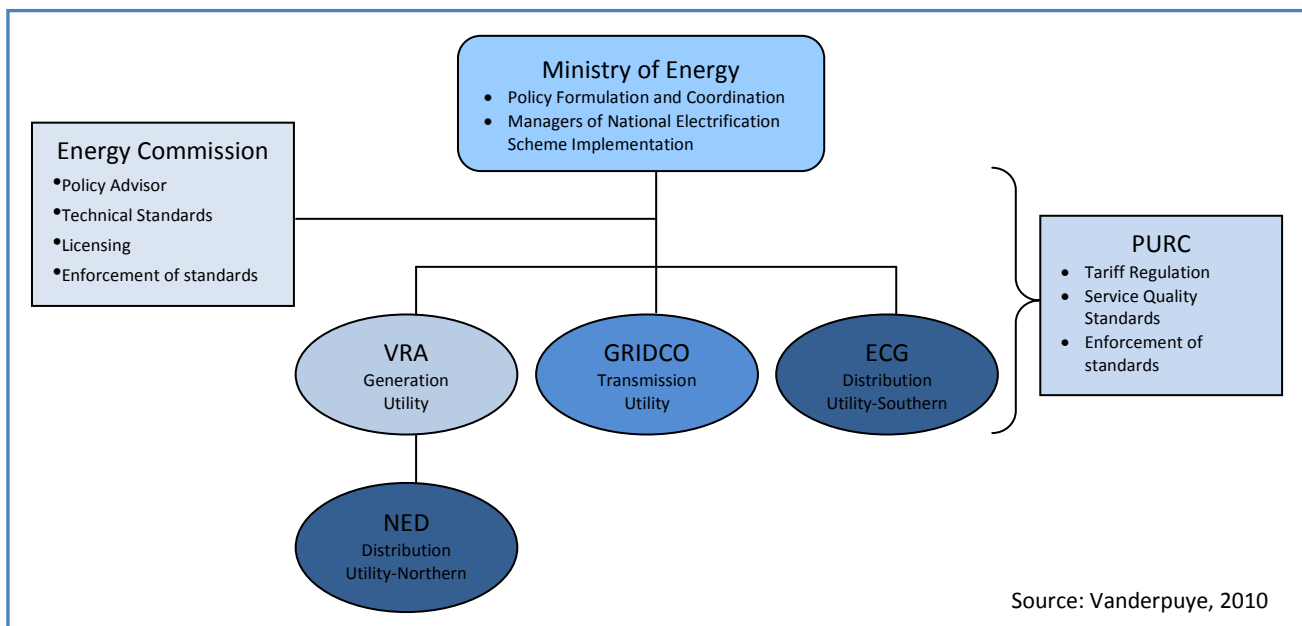 Ministry of Energy
• Policy Formulation and Coordination
• Managers of National Electrification
Scheme Implementation
Energy Commission
•Policy Advisor
•Technical Standards
•Licensing
•Enforcement of standards
PURC
• Tariff Regulation
• Service Quality
Standards
• Enforcement of
standards
VRA
Generation
Utility
GRIDCO
Transmission
Utility
ECG
Distribution
Utility-Southern
NED
Distribution
Utility-Northern
Source: Vanderpuye, 2010